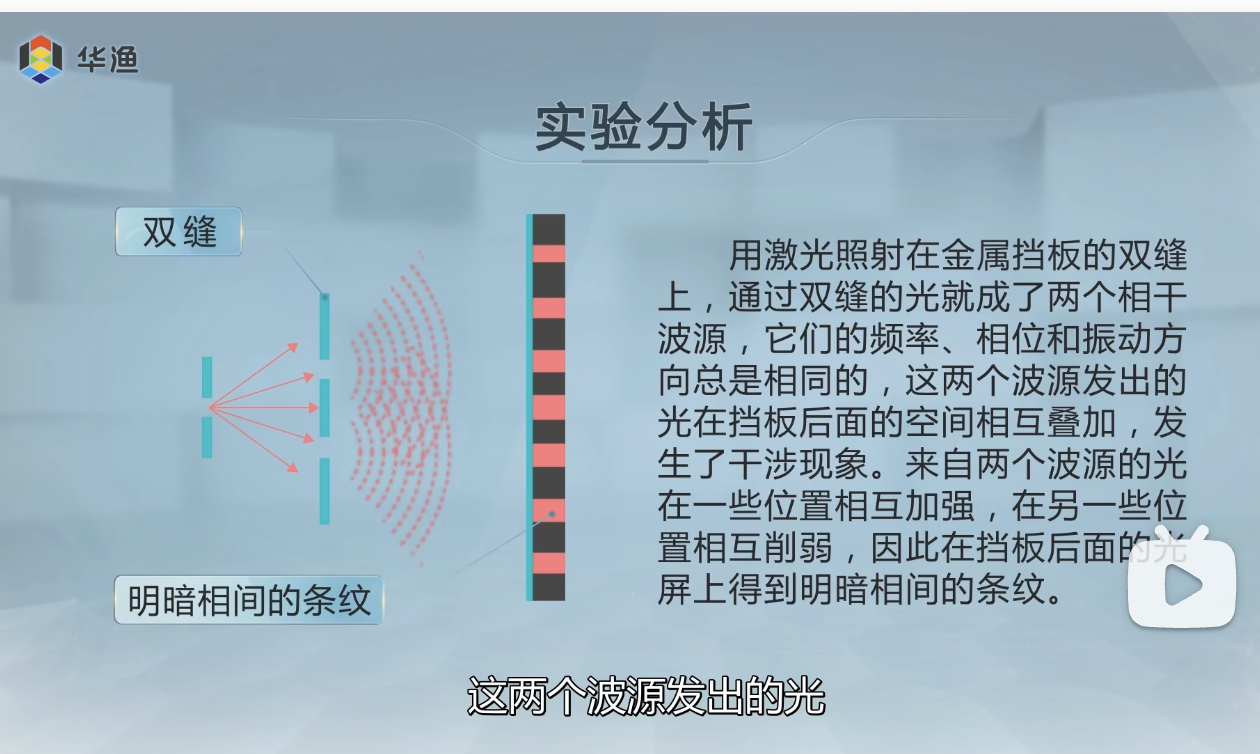 华渔
实验分析
双缝
用激光照射在金属挡板的双缝
上，通过双缝的光就成了两个相干
波源，它们的频率、相位和振动方
向总是相同的，这两个波源发出的
光在挡板后面的空间相互叠加，发
生了干涉现象。来自两个波源的光
在一些位置相互加强，在另一些位
置相互削弱，因此在挡板后面的光
屏上得到明暗相间的条纹。
明暗相间的条纹
这两个波源发出的光